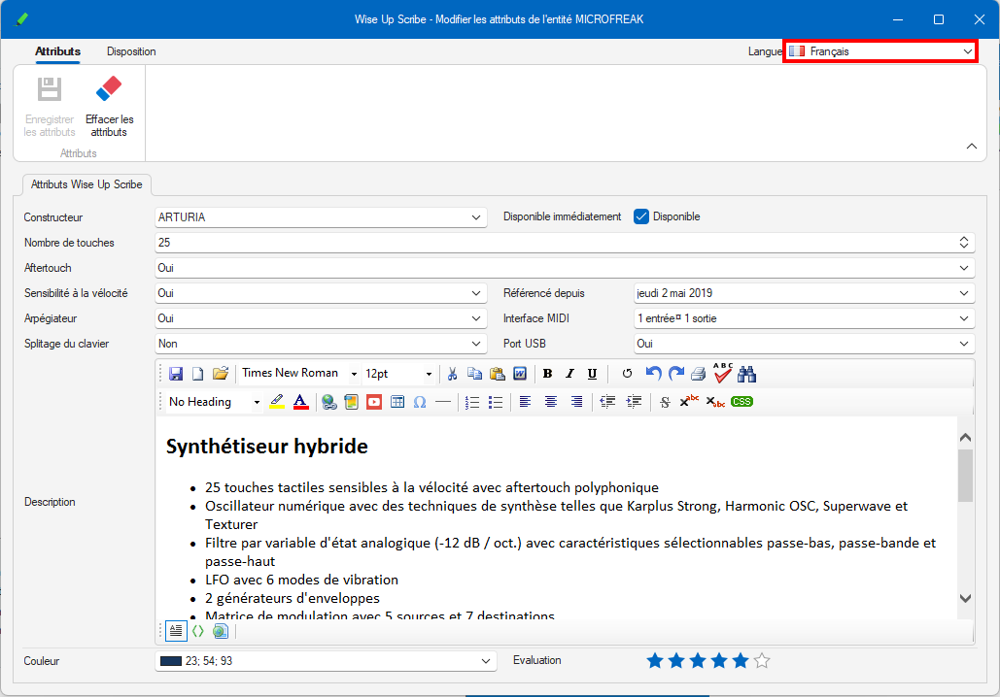 Wise Up Scribe - Modifier les attributs de l'entité MICROFREAK
Attributs Disposition Langue Français
Enregistrer les attributs
Effacer les attributs
Attributs
Attributs Wise Up Scribe
Constructeur ARTURIA Disponible immédiatement Disponible
Nombre de touches 25
Aftertouch Oui
Sensibilité à la vélocité Oui Référencé depuis jeudi 2 mai 2019
Arpégiateur Oui Interface MIDI 1 entrée¤ 1 sortie
Splitage du clavier Non Port USB Oui
Times New Roman 12pt B I U ABC
No Heading A abc abc CSS
Synthétiseur hybride
• 25 touches tactiles sensibles à la vélocité avec aftertouch polyphonique
• Oscillateur numérique avec des techniques de synthèse telles que Karplus Strong, Harmonic OSC, Superwave et
Texturer
• Filtre par variable d'état analogique (-12 dB / oct.) avec caractéristiques sélectionnables passe-bas, passe-bande et
passe-haut
• LFO avec 6 modes de vibration
• 2 générateurs d'enveloppes
• Matrice de modulation avec 5 sources et 7 destinations
Description
Couleur 23; 54; 93 Evaluation